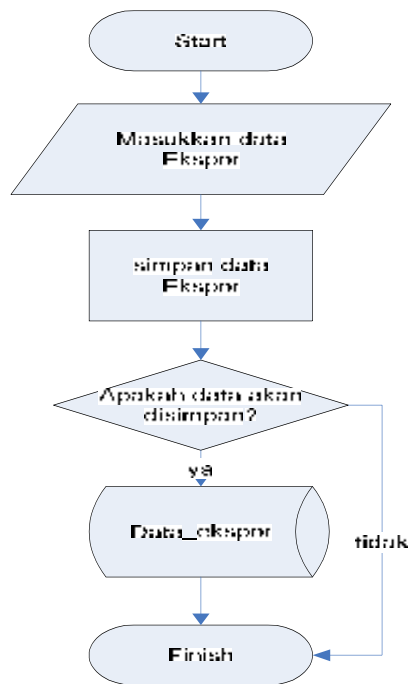 Start
Masukkan data
Ekspor
simpan data
Ekspor
Apakah data akan
disimpan?
ya
Data_ekspor
tidak
Finish